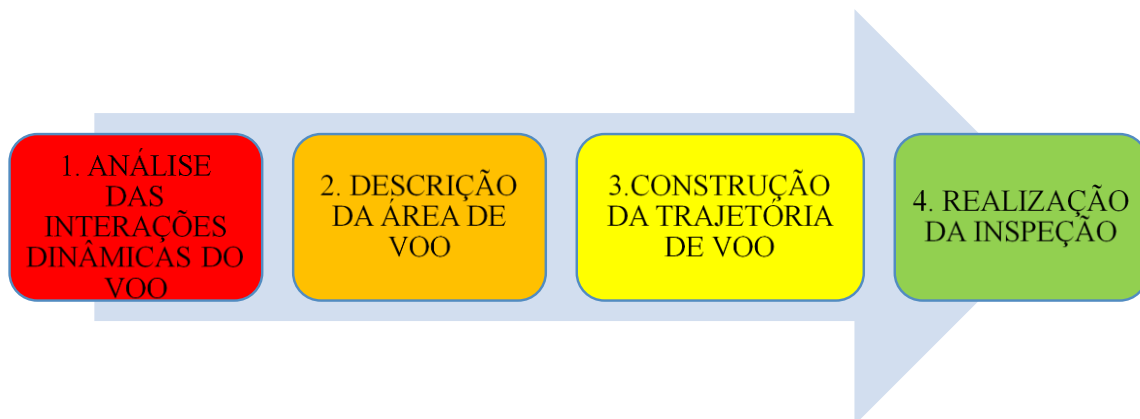 1. ANÁLISE
DAS
INTERAÇÕES
DINÂMICAS DO
VOO
2. DESCRIÇÃO
DA ÁREA DE
VOO
3.CONSTRUÇÃO
DA TRAJETÓRIA
DE VOO
4. REALIZAÇÃO
DA INSPEÇÃO